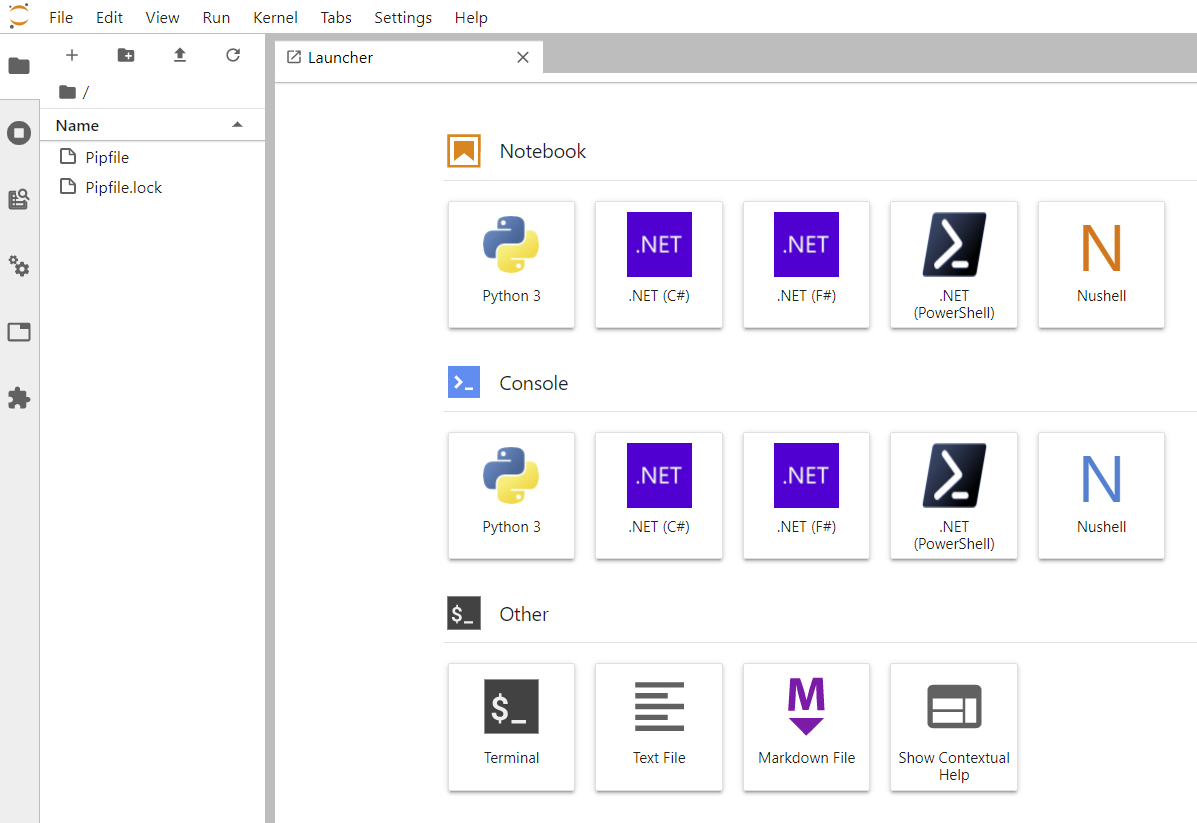 File Edit View Run Kernel Tabs Settings Help
Launcher
/
Name
Pipfile
Pipfile.lock
Notebook
.NET .NET
Python 3 .NET (C#) .NET (F#) .NET (PowerShell) N Nushell
Console
.NET .NET
Python 3 .NET (C#) .NET (F#) .NET (PowerShell) N Nushell
$_ Other
$_ M
Terminal Text File Markdown File Show Contextual Help